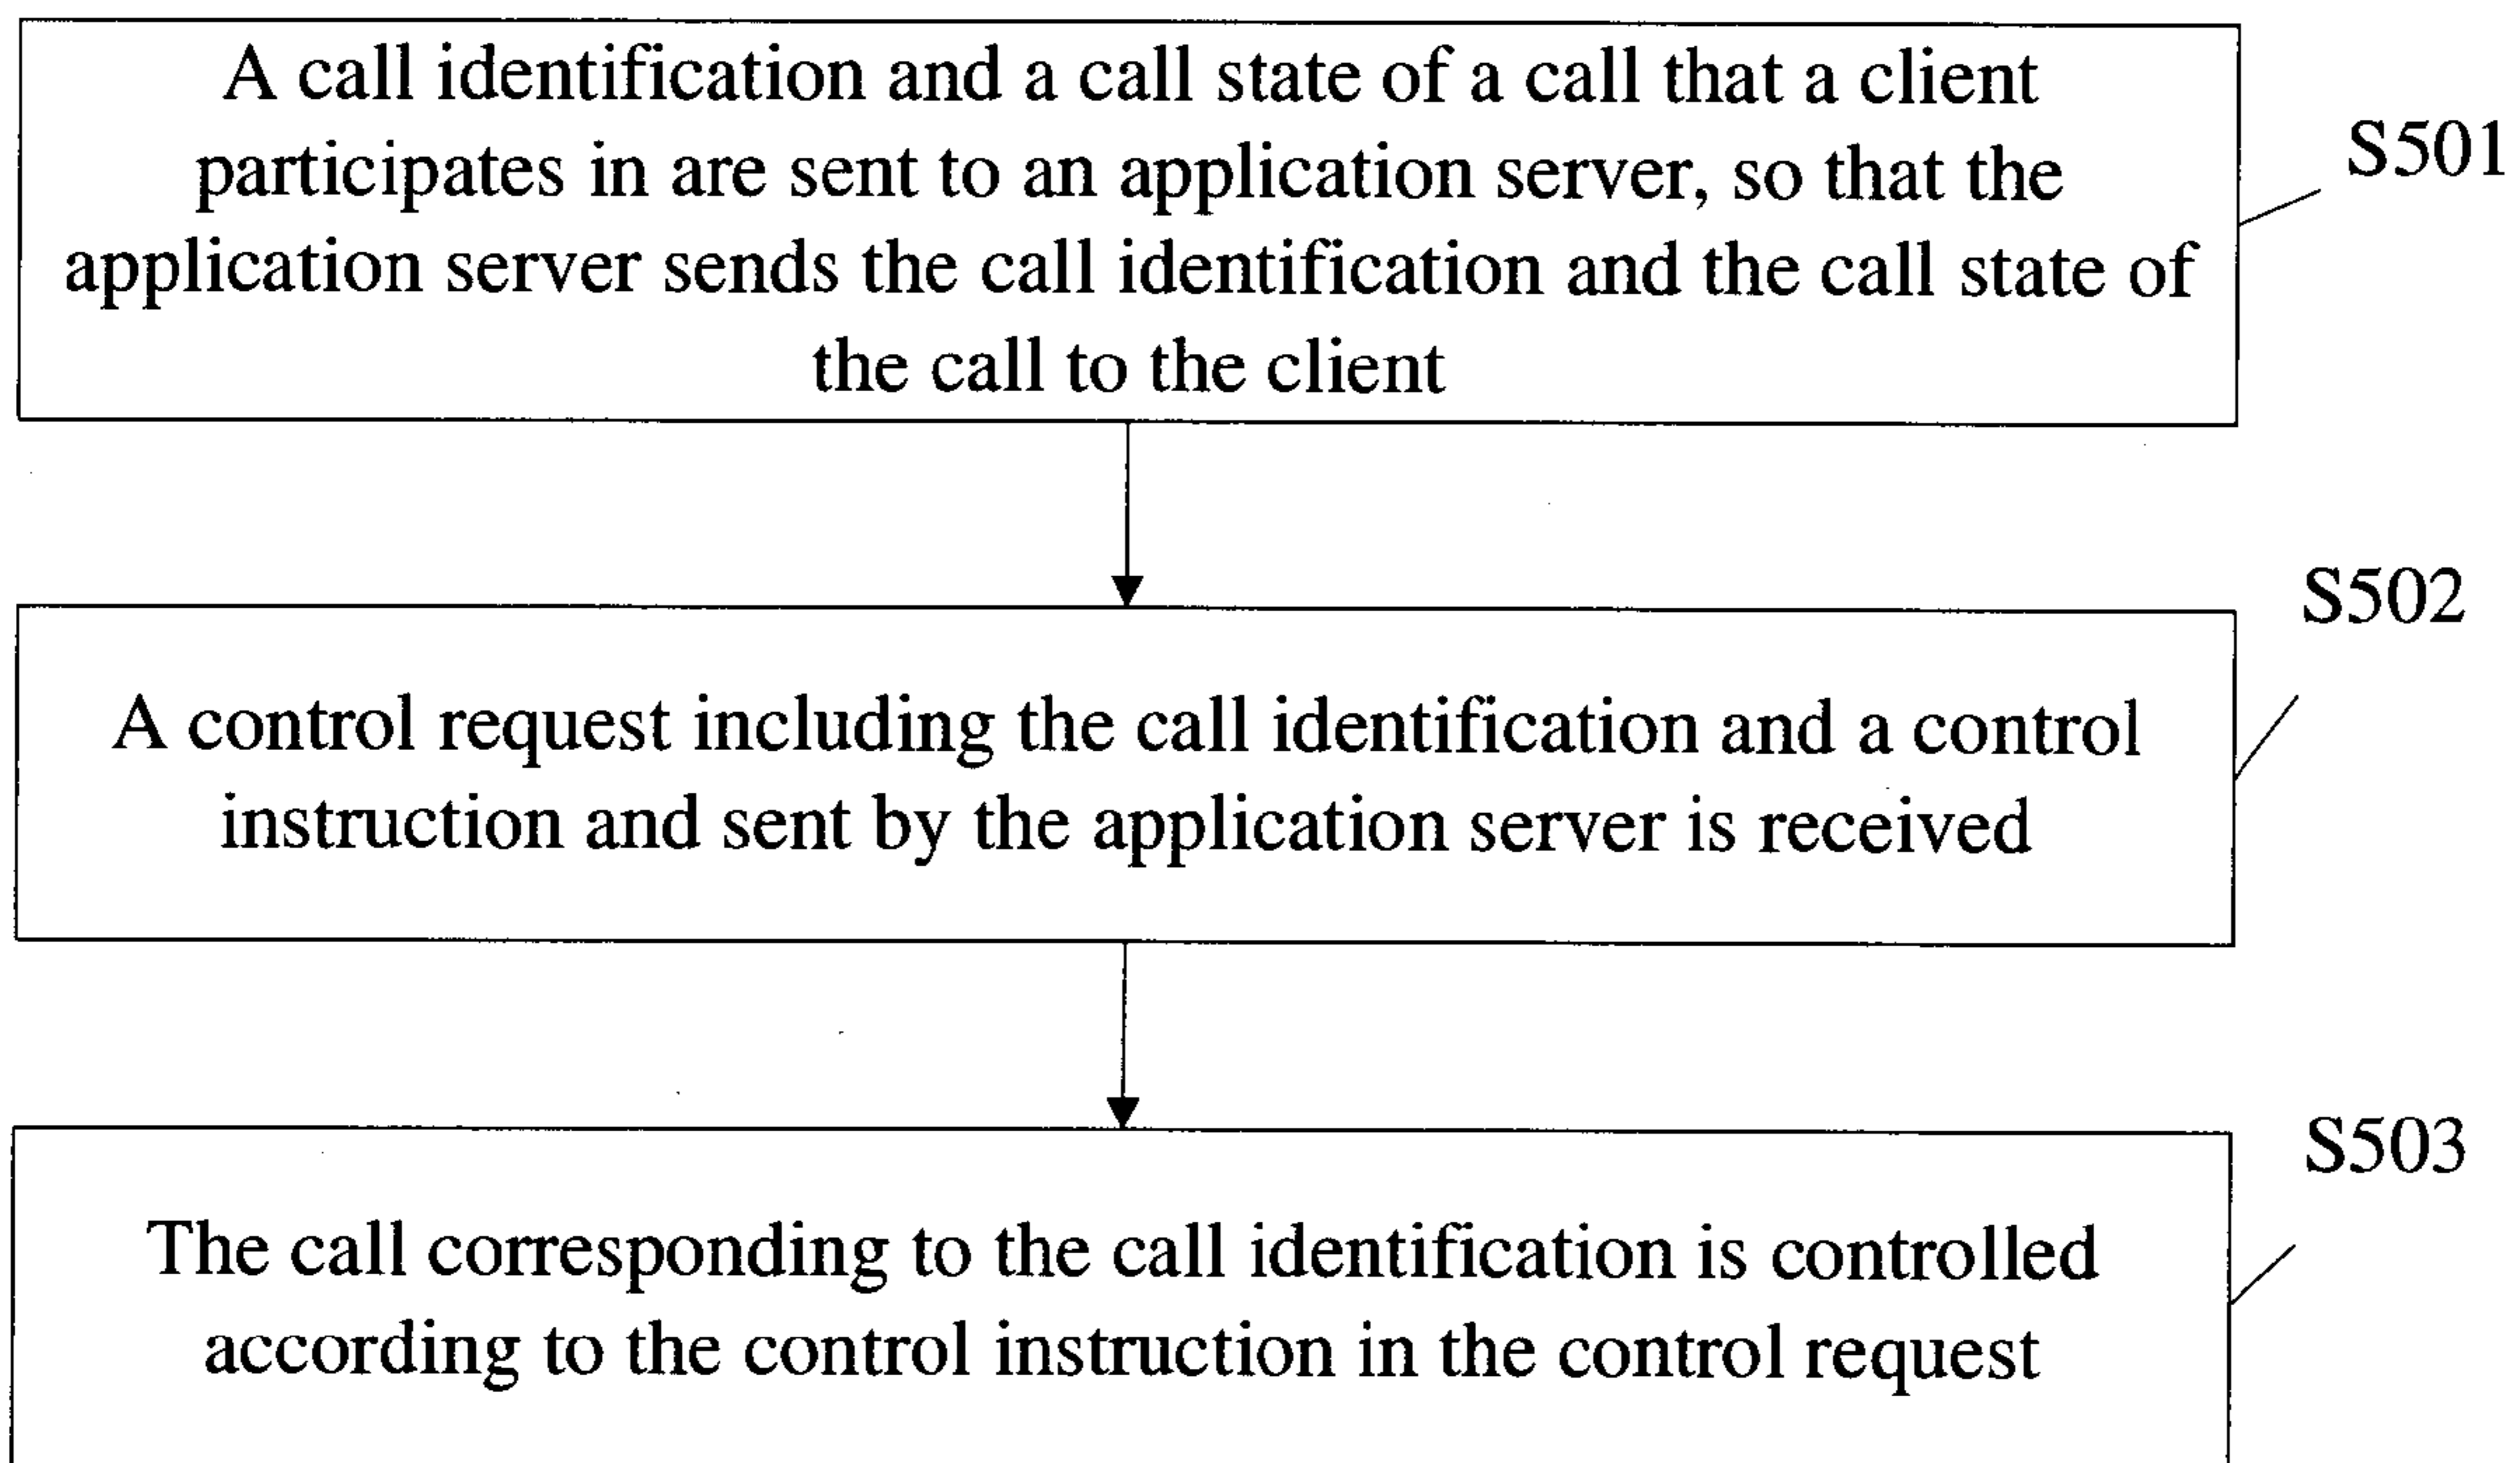 A call identification and a call state of a call that a client
participates in are sent to an application server, so that the
application server sends the call identification and the call state of
the call to the client
S501
S502
A control request including the call identification and a control
instruction and sent by the application server is received
S503
The call corresponding to the call identification is controlled
according to the control instruction in the control request